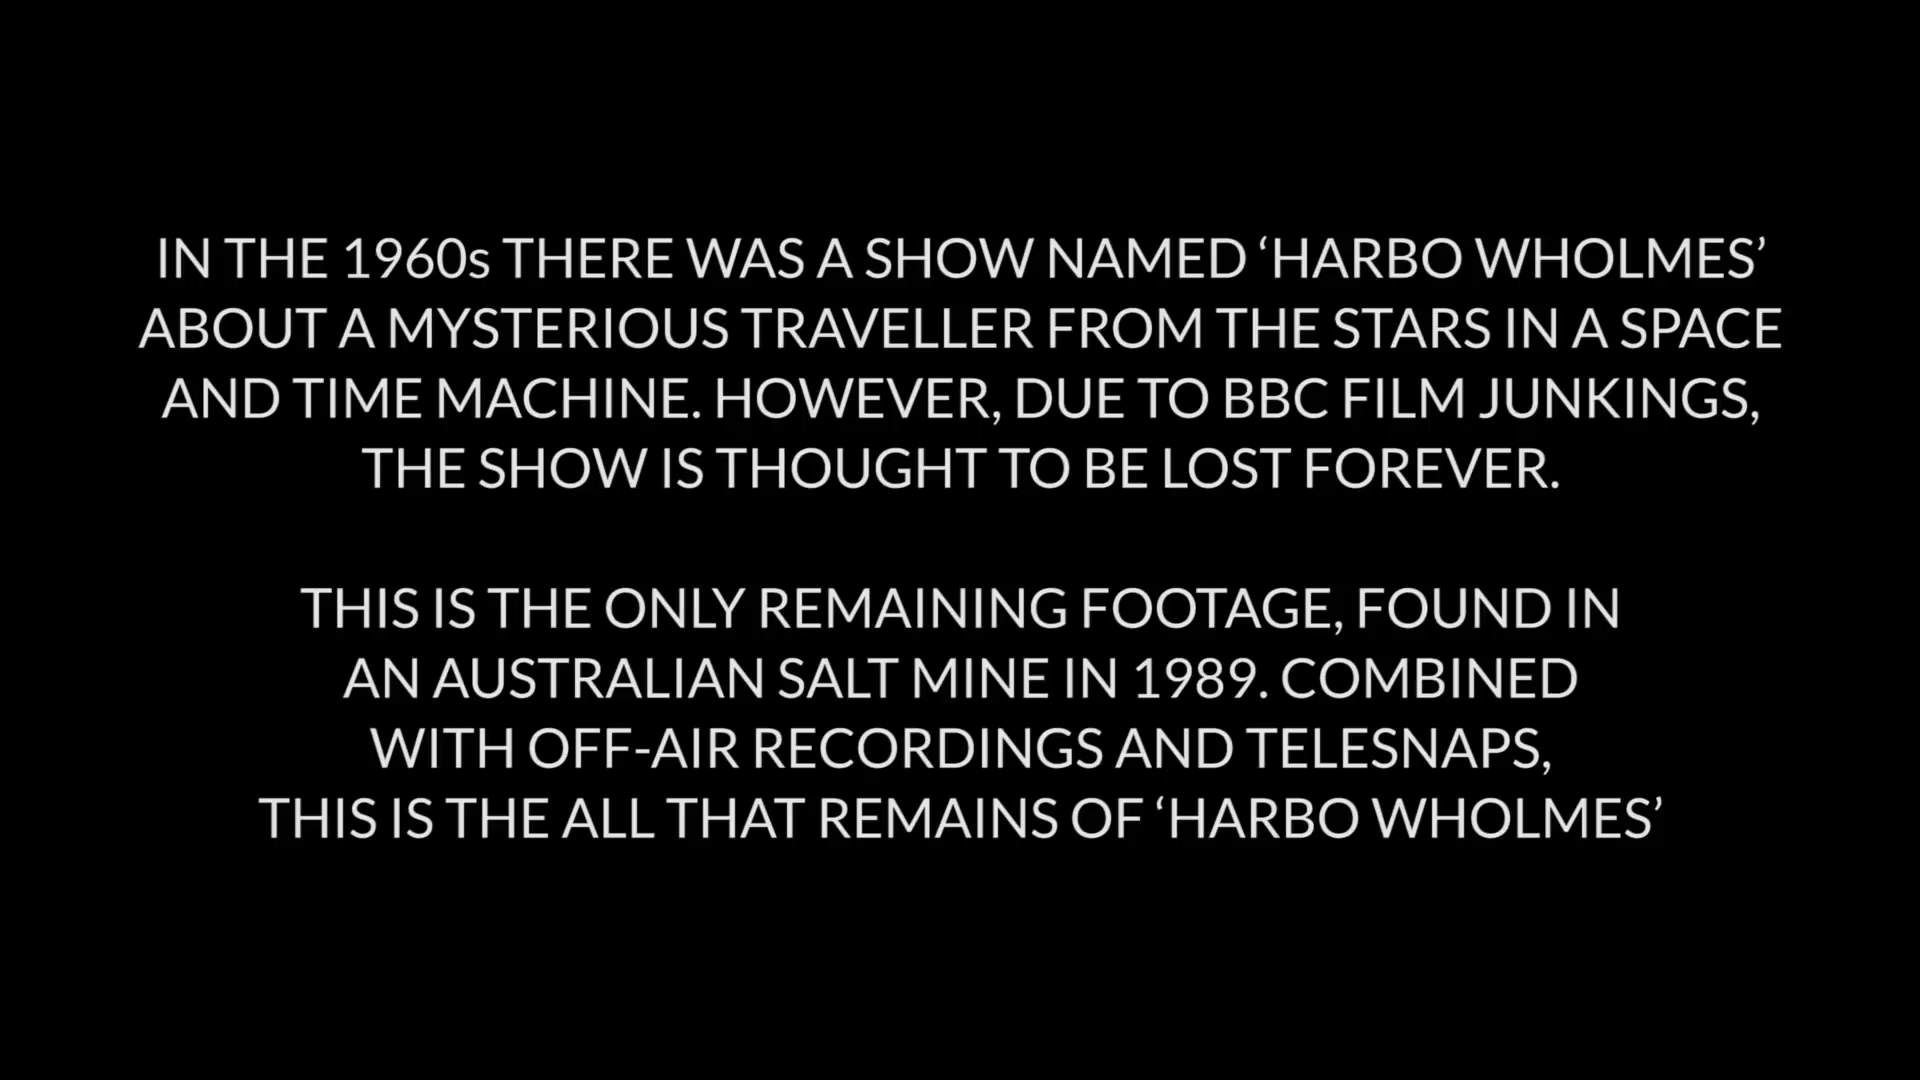 IN THE 1960s THERE WAS A SHOW NAMED ‘HARBO WHOLMES’
ABOUT A MYSTERIOUS TRAVELLER FROM THE STARS IN A SPACE
AND TIME MACHINE. HOWEVER, DUE TO BBC FILM JUNKINGS,
THE SHOW IS THOUGHT TO BE LOST FOREVER.
THIS IS THE ONLY REMAINING FOOTAGE, FOUND IN
AN AUSTRALIAN SALT MINE IN 1989. COMBINED
WITH OFF-AIR RECORDINGS AND TELESNAPS,
THIS IS THE ALL THAT REMAINS OF ‘HARBO WHOLMES’